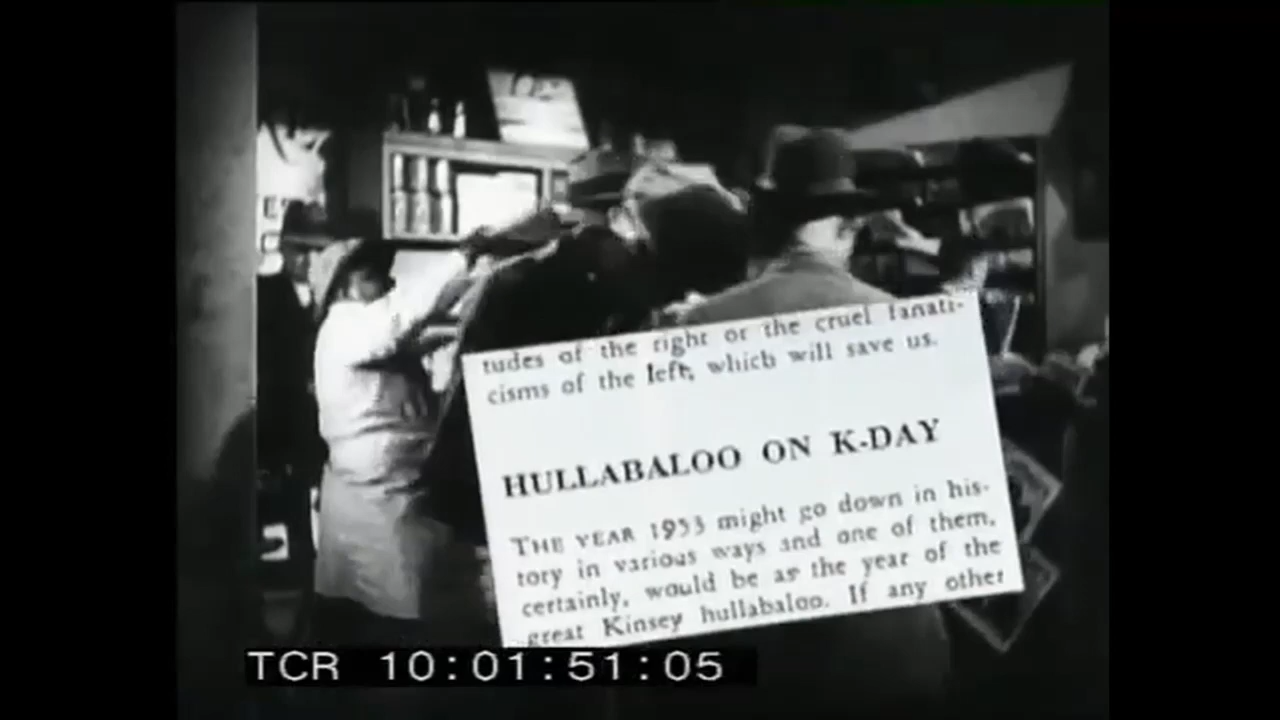 tudes of the right or the cruel fanati-
cisms of the left, which will save us.
HULLABALOO ON K-DAY
THE YEAR 1953 might go down in his-
tory in various ways and one of them,
certainly, would be as the year of the
great Kinsey hullabaloo. If any other
TCR 10:01:51:05